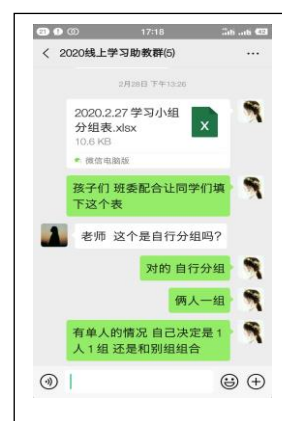 17:18
2020线上学习助教群(5)
2月28日 下午13:26
2020.2.27 学习小组
分组表.xlsx
10.6 KB
微信电脑版
孩子们 班委配合让同学们填
下这个表
老师 这个是自行分组吗?
对的 自行分组
俩人一组
有单人的情况 自己决定是1
人1组 还是和别组组合